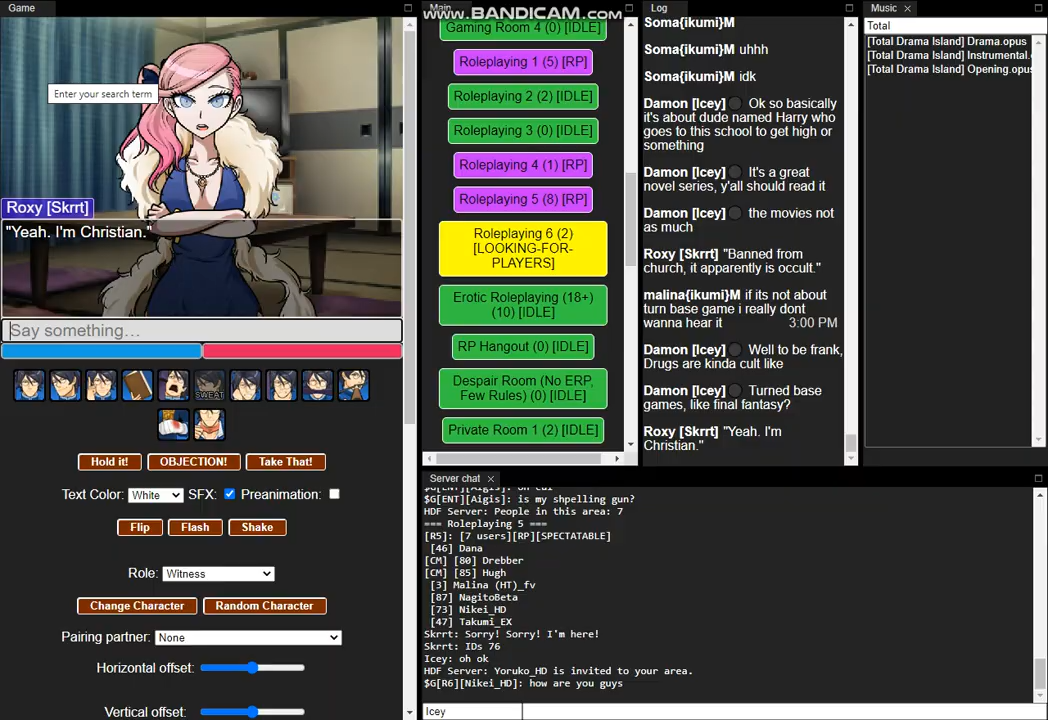 Game
Enter your search term
Roxy [Skrrt]
"Yeah. I'm Christian."
Say something…
SWEAT
Hold it!
OBJECTION!
Take That!
Text Color: White SFX: Preanimation:
Flip
Flash
Shake
Role: Witness
Change Character
Random Character
Pairing partner: None
Horizontal offset:
Vertical offset:
Main
WWW.BANDICAM.COM
Gaming Room 4 (0) [IDLE]
Roleplaying 1 (5) [RP]
Roleplaying 2 (2) [IDLE]
Roleplaying 3 (0) [IDLE]
Roleplaying 4 (1) [RP]
Roleplaying 5 (8) [RP]
Roleplaying 6 (2)
[LOOKING-FOR-
PLAYERS]
Erotic Roleplaying (18+)
(10) [IDLE]
RP Hangout (0) [IDLE]
Despair Room (No ERP,
Few Rules) (0) [IDLE]
Private Room 1 (2) [IDLE]
Log
Soma{ikumi}M
Soma{ikumi}M uhhh
Soma{ikumi}M idk
Damon [Icey] Ok so basically
it's about dude named Harry who
goes to this school to get high or
something
Damon [Icey] It's a great
novel series, y'all should read it
Damon [Icey] the movies not
as much
Roxy [Skrrt] "Banned from
church, it apparently is occult."
malina{ikumi}M if its not about
turn base game i really dont
wanna hear it
3:00 PM
Damon [Icey] Well to be frank,
Drugs are kinda cult like
Damon [Icey] Turned base
games, like final fantasy?
Roxy [Skrrt] "Yeah. I'm
Christian."
Music
Total
[Total Drama Island] Drama.opus
[Total Drama Island] Instrumental.
[Total Drama Island] Opening.opus
Server chat
$G[ENT][Aigis]: is my shpelling gun?
HDF Server: People in this area: 7
=== Roleplaying 5 ===
[R5]: [7 users][RP][SPECTATABLE]
[46] Dana
[CM] [80] Drebber
[CM] [85] Hugh
[3] Malina (HT)_fv
[87] NagitoBeta
[73] Nikei_HD
[47] Takumi_EX
Skrrt: Sorry! Sorry! I'm here!
Skrrt: IDs 76
Icey: oh ok
HDF Server: Yoruko_HD is invited to your area.
$G[R6][Nikei_HD]: how are you guys
Icey